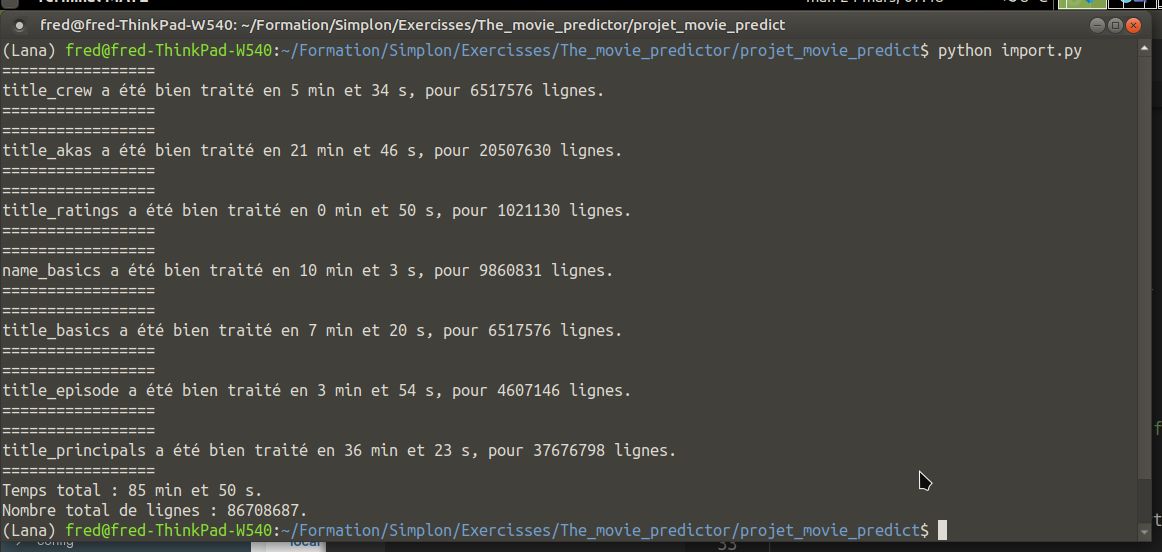 fred@fred-ThinkPad-W540: ~/Formation/Simplon/Exercisses/The_movie_predictor/projet_movie_predict
(Lana) fred@fred-ThinkPad-W540:~/Formation/Simplon/Exercisses/The_movie_predictor/projet_movie_predict$ python import.py
=================
title_crew a été bien traité en 5 min et 34 s, pour 6517576 lignes.
=================
=================
title_akas a été bien traité en 21 min et 46 s, pour 20507630 lignes.
=================
=================
title_ratings a été bien traité en 0 min et 50 s, pour 1021130 lignes.
=================
=================
name_basics a été bien traité en 10 min et 3 s, pour 9860831 lignes.
=================
=================
title_basics a été bien traité en 7 min et 20 s, pour 6517576 lignes.
=================
=================
title_episode a été bien traité en 3 min et 54 s, pour 4607146 lignes.
=================
=================
title_principals a été bien traité en 36 min et 23 s, pour 37676798 lignes.
=================
Temps total : 85 min et 50 s.
Nombre total de lignes : 86708687.
(Lana) fred@fred-ThinkPad-W540:~/Formation/Simplon/Exercisses/The_movie_predictor/projet_movie_predict$